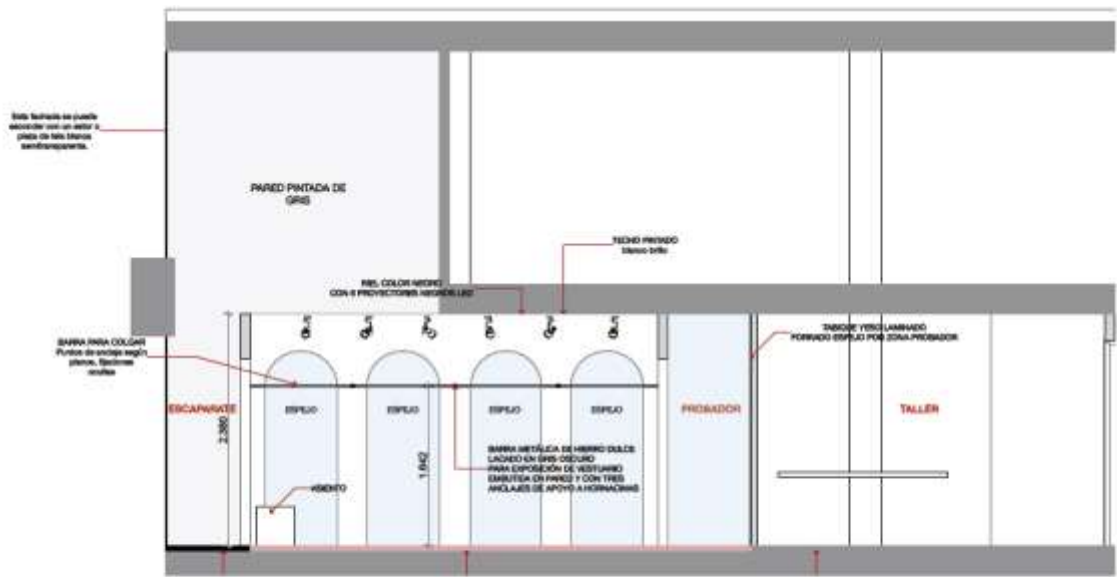 Esta fachada se puede
esconder con un estor o
pieza de tela blanca
semitransparente.
PARED PINTADA DE
GRIS
TECHO PINTADO
blanco brillo
RIEL COLOR NEGRO
CON 6 PROYECTORES NEGROS LED
BARRA PARA COLGAR
Puntos de anclaje según
planos, fijaciones
ocultas
TABIQUE YESO LAMINADO
FORRADO ESPEJO POR ZONA PROBADOR
ESCAPARATE
ESPEJO
ESPEJO
ESPEJO
ESPEJO
PROBADOR
TALLER
2.380
1.642
BARRA METÁLICA DE HIERRO DULCE
LACADO EN GRIS OSCURO
PARA EXPOSICIÓN DE VESTUARIO
EMBUTIDA EN PARED Y CON TRES
ANCLAJES DE APOYO A HORNACINAS
ASIENTO